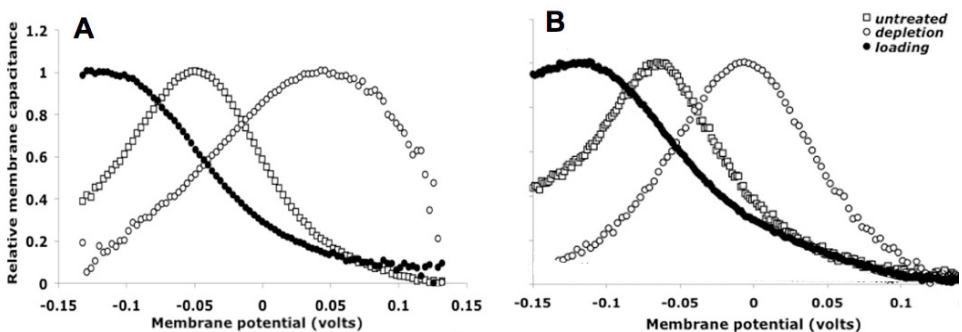 A
B
untreated
depletion
loading
Relative membrane capacitance
1.2
1
0.8
0.6
0.4
0.2
0
-0.15
-0.1
-0.05
0
0.05
0.1
0.15
Membrane potential (volts)
-0.15
-0.1
-0.05
0
0.05
0.1
Membrane potential (volts)